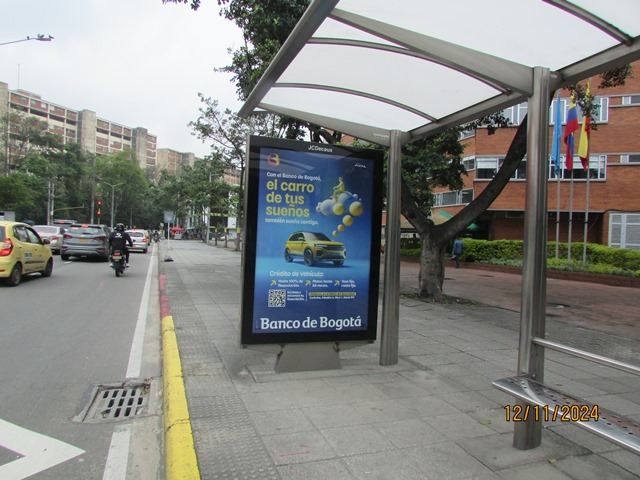 JCDecaux
Con el Banco de Bogotá,
el carro
de tus
sueños
también sueña contigo.
Crédito de vehículo:
Banco de Bogotá
12/11/2024